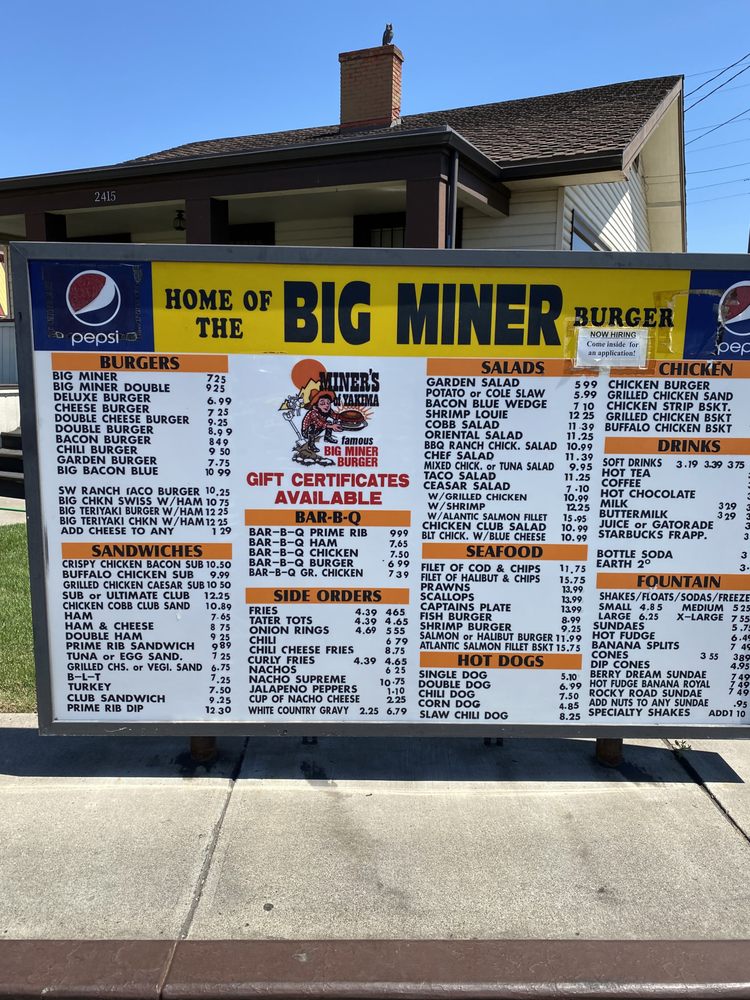 2415
pepsi
HOME OF THE BIG MINER BURGER
NOW HIRING
Come inside for
an application!
pep
BURGERS
BIG MINER 7 25
BIG MINER DOUBLE 9 25
DELUXE BURGER 6.99
CHEESE BURGER 7 25
DOUBLE CHEESE BURGER 9.25
DOUBLE BURGER 8.99
BACON BURGER 8 49
CHILI BURGER 9 50
GARDEN BURGER 7.75
BIG BACON BLUE 10 99
SW RANCH TACO BURGER 10.25
BIG CHKN SWISS W/HAM 10 75
BIG TERIYAKI BURGER W/HAM 12 25
BIG TERIYAKI CHKN W/HAM 12 25
ADD CHEESE TO ANY 1 29
SANDWICHES
CRISPY CHICKEN BACON SUB 10.50
BUFFALO CHICKEN SUB 9.99
GRILLED CHICKEN CAESAR SUB 10 50
SUB or ULTIMATE CLUB 12.25
CHICKEN COBB CLUB SAND 10.89
HAM 7 65
HAM & CHEESE 8 75
DOUBLE HAM 9 25
PRIME RIB SANDWICH 9 89
TUNA or EGG SAND. 7 25
GRILLED CHS. or VEGI. SAND 6.75
B-L-T 7.25
TURKEY 7.50
CLUB SANDWICH 9.25
PRIME RIB DIP 12 30
MINER'S
of YAKIMA
famous
BIG MINER
BURGER
GIFT CERTIFICATES
AVAILABLE
BAR-B-Q
BAR-B-Q PRIME RIB 9 99
BAR-B-Q HAM 7.65
BAR-B-Q CHICKEN 7.50
BAR-B-Q BURGER 6 99
BAR-B-Q GR. CHICKEN 7 39
SIDE ORDERS
FRIES 4.39 4 65
TATER TOTS 4.39 4.65
ONION RINGS 4.69 5 55
CHILI 6 79
CHILI CHEESE FRIES 8.75
CURLY FRIES 4.39 4.65
NACHOS 6 25
NACHO SUPREME 10.75
JALAPENO PEPPERS 1.10
CUP OF NACHO CHEESE 2.25
WHITE COUNTRY GRAVY 2.25 6.79
SALADS
GARDEN SALAD 5 99
POTATO or COLE SLAW 5.99
BACON BLUE WEDGE 7 10
SHRIMP LOUIE 12 25
COBB SALAD 11 39
ORIENTAL SALAD 11.25
BBQ RANCH CHICK. SALAD 10.99
CHEF SALAD 11.39
MIXED CHICK. or TUNA SALAD 9.95
TACO SALAD 11.25
CEASAR SALAD 7 .10
W/GRILLED CHICKEN 10.99
W/SHRIMP 12.25
W/ALANTIC SALMON FILLET 15.95
CHICKEN CLUB SALAD 10.99
BLT CHICK. W/BLUE CHEESE 10.99
SEAFOOD
FILET OF COD & CHIPS 11.75
FILET OF HALIBUT & CHIPS 15.75
PRAWNS 13.99
SCALLOPS 13.99
CAPTAINS PLATE 13.99
FISH BURGER 8.99
SHRIMP BURGER 9.25
SALMON or HALIBUT BURGER 11.99
ATLANTIC SALMON FILLET BSKT 15.75
HOT DOGS
SINGLE DOG 5.10
DOUBLE DOG 6.99
CHILI DOG 7.50
CORN DOG 4.85
SLAW CHILI DOG 8.25
CHICKEN
CHICKEN BURGER
GRILLED CHICKEN SAND
CHICKEN STRIP BSKT.
GRILLED CHICKEN BSKT
BUFFALO CHICKEN BSKT
DRINKS
SOFT DRINKS 3.19 3.39 3.75
HOT TEA
COFFEE
HOT CHOCOLATE
MILK 3 29
BUTTERMILK 3 29
JUICE or GATORADE
STARBUCKS FRAPP.
BOTTLE SODA
EARTH 2º
FOUNTAIN
SHAKES/FLOATS/SODAS/FREEZE
SMALL 4.85 MEDIUM 5 25
LARGE 6.25 X-LARGE 7 55
SUNDAES 5.75
HOT FUDGE
BANANA SPLITS 7 49
CONES 3 55 3 89
DIP CONES 4.95
BERRY DREAM SUNDAE 7 49
HOT FUDGE BANANA ROYAL 7 49
ROCKY ROAD SUNDAE 7 49
ADD NUTS TO ANY SUNDAE .95
SPECIALTY SHAKES ADD 1 10